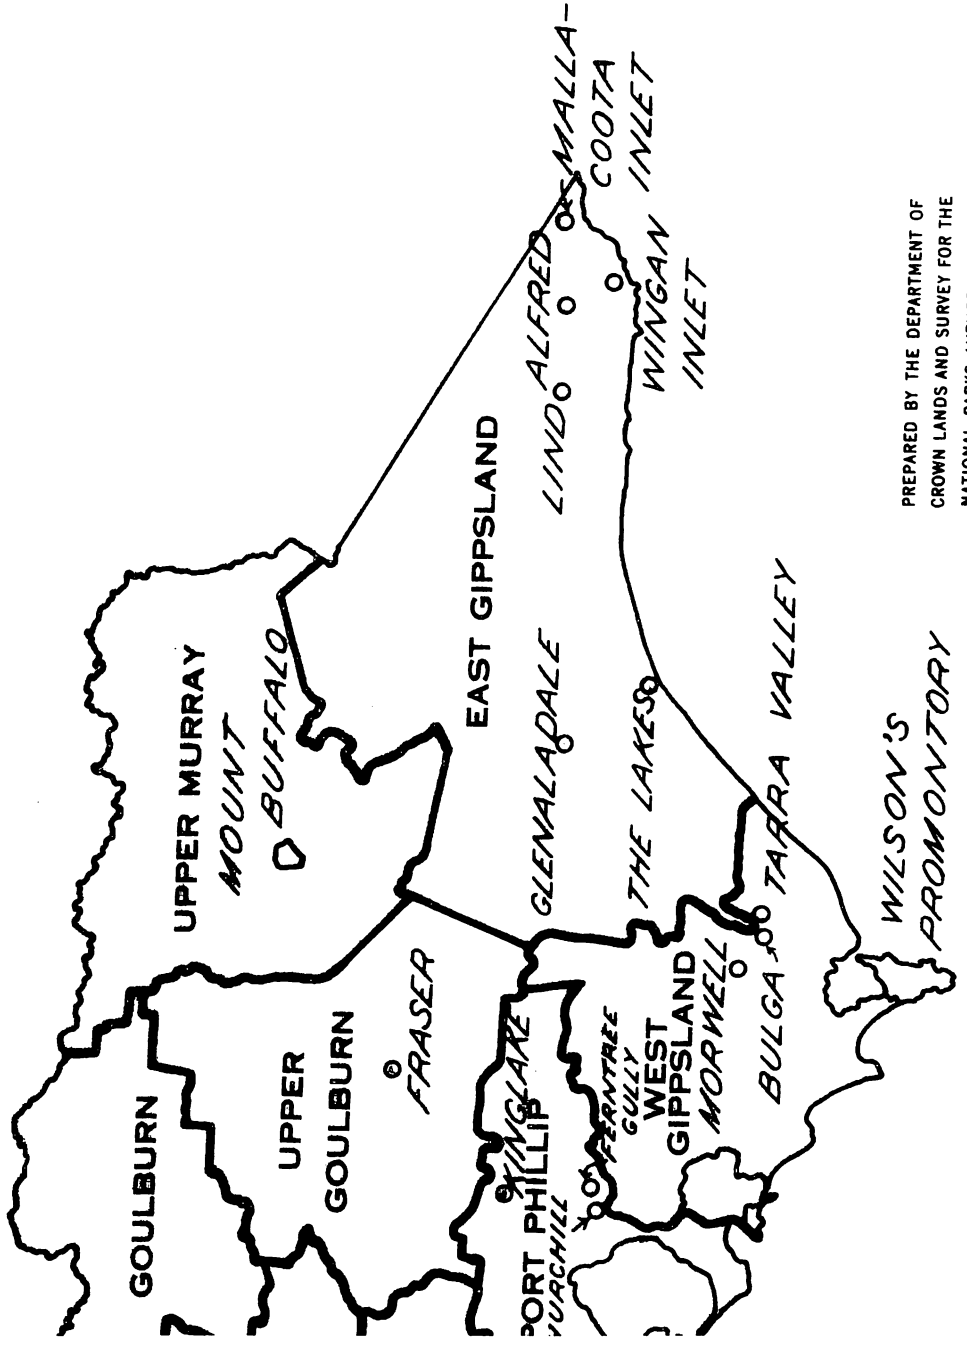 GOULBURN
UPPER MURRAY
MOUNT
BUFFALO
UPPER
GOULBURN
FRASER
EAST GIPPSLAND
KINGLAKE
PORT PHILLIP
CHURCHILL
FERNTREE
GULLY
WEST
GIPPSLAND
MORWELL
BULGA
TARRA VALLEY
GLENALADALE
THE LAKES
LIND
ALFRED
MALLA-
COOTA
INLET
WINGAN
INLET
WILSON'S
PROMONTORY
PREPARED BY THE DEPARTMENT OF
CROWN LANDS AND SURVEY FOR THE